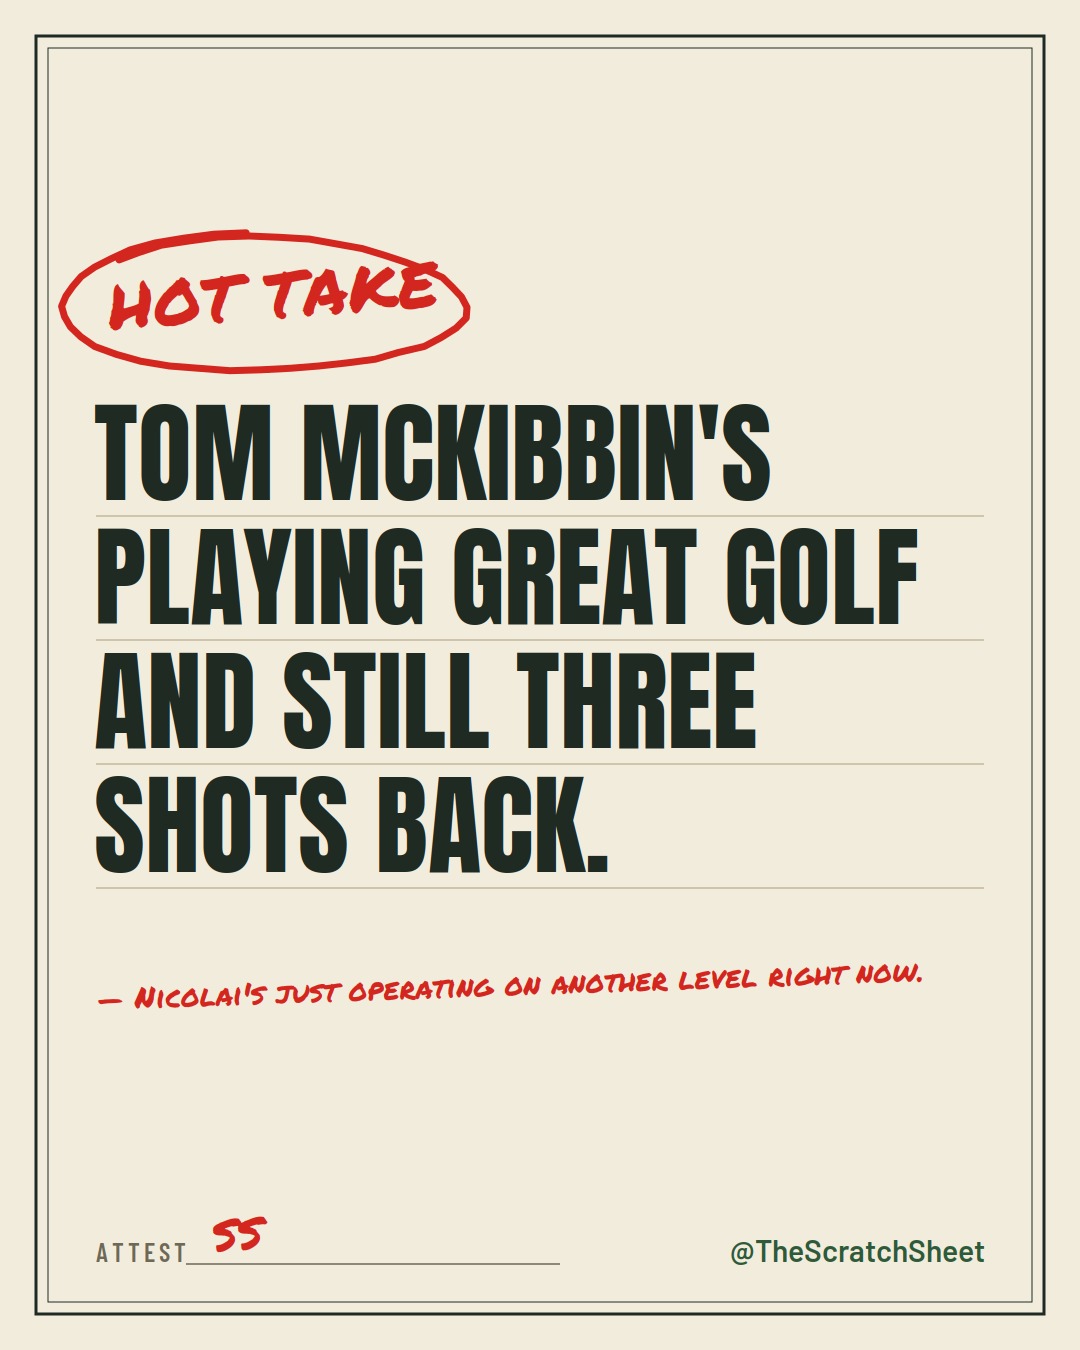 HOT TAKE
TOM MCKIBBIN'S
PLAYING GREAT GOLF
AND STILL THREE
SHOTS BACK.
— NICOLAI'S JUST OPERATING ON ANOTHER LEVEL RIGHT NOW.
SS
ATTEST
@TheScratchSheet